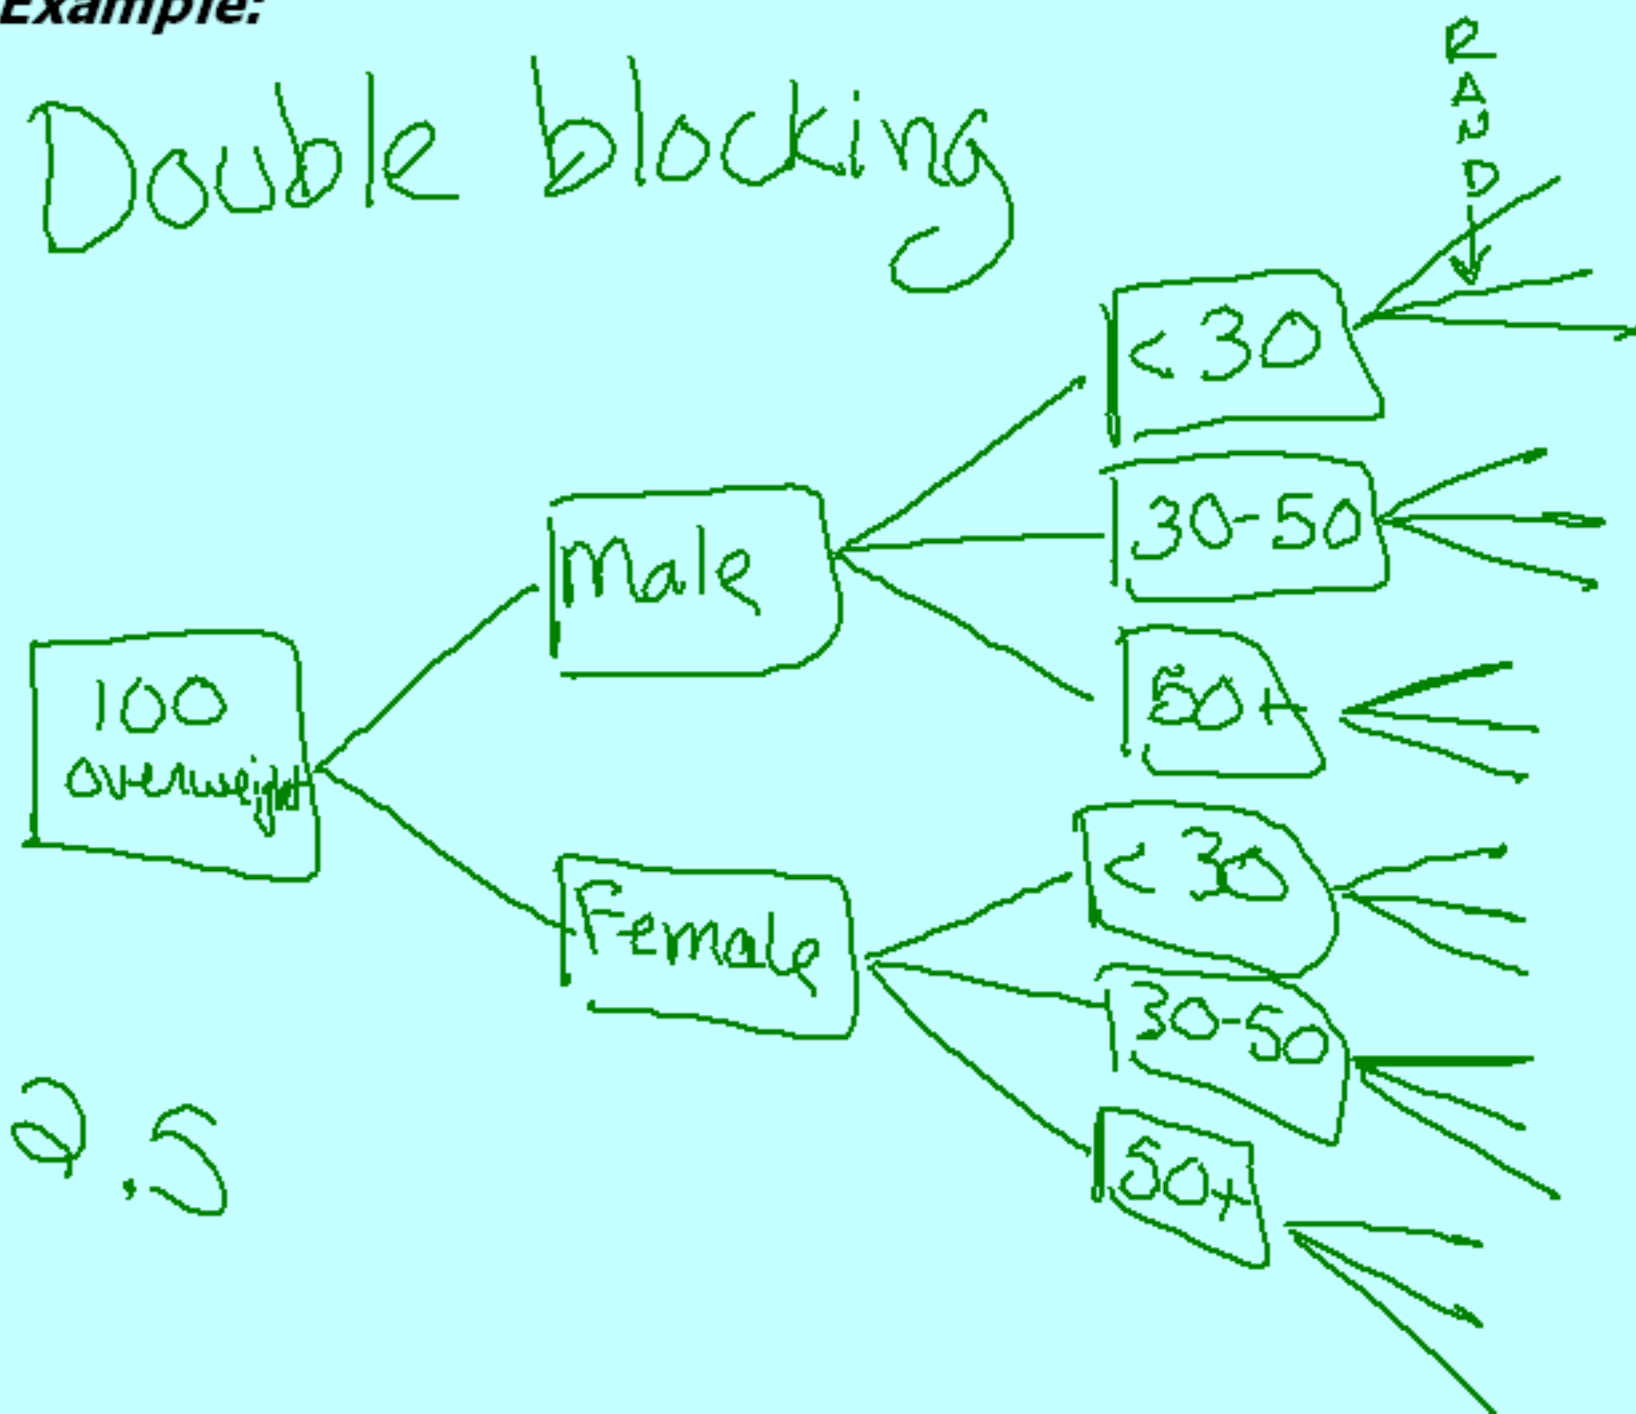 Example:
Double blocking
RAND
<30
30-50
Male
50+
100
overweight
<30
Female
30-50
50+
2.5